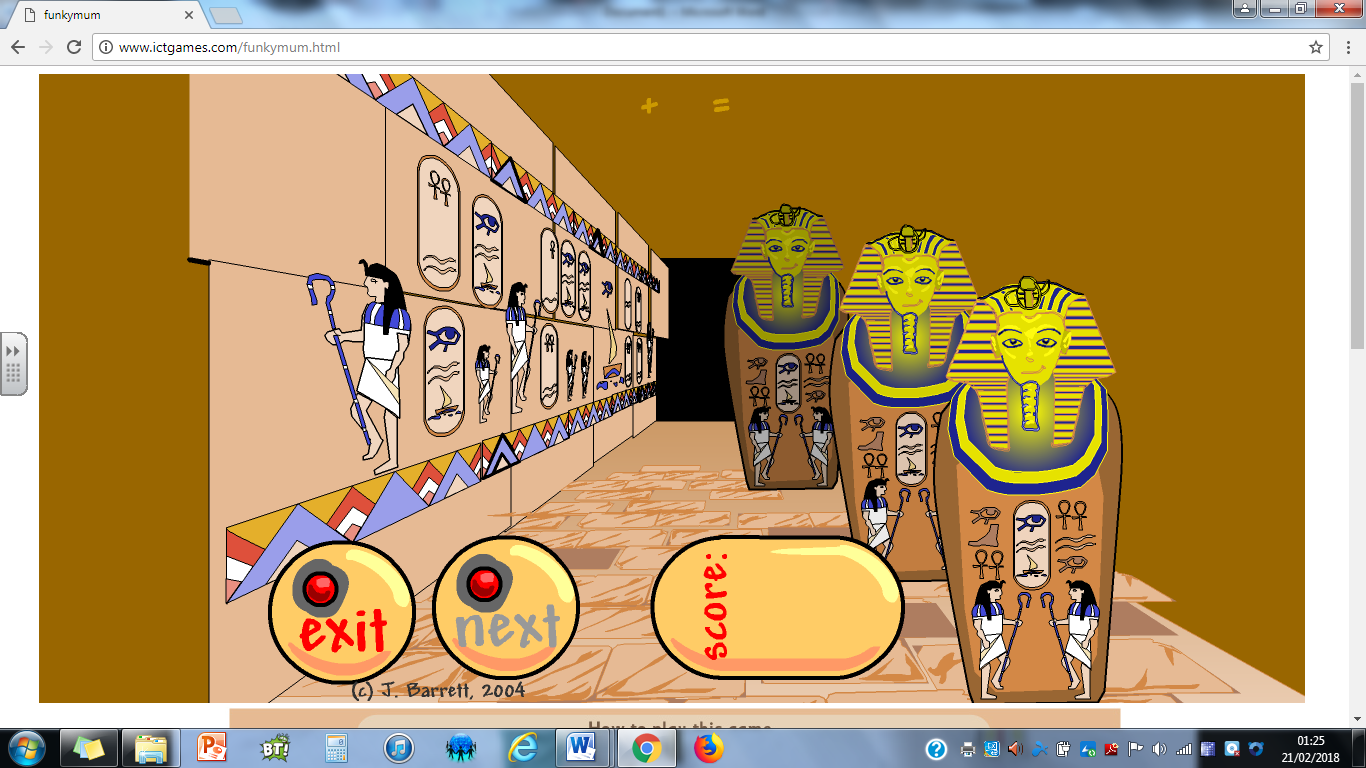 funkymum
www.ictgames.com/funkymum.html
+ =
exit
next
score:
(c) J. Barrett, 2004
How to play this game
BT!
01:25
21/02/2018